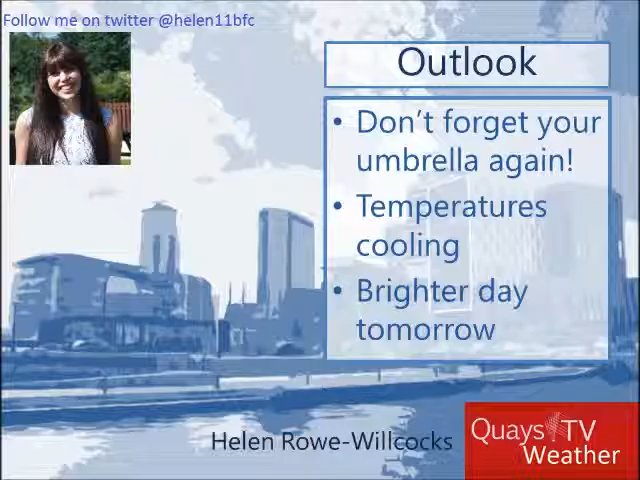 Follow me on twitter @helen11bfc
Outlook
• Don't forget your
umbrella again!
• Temperatures
cooling
• Brighter day
tomorrow
Helen Rowe-Willcocks
Quays TV
Weather